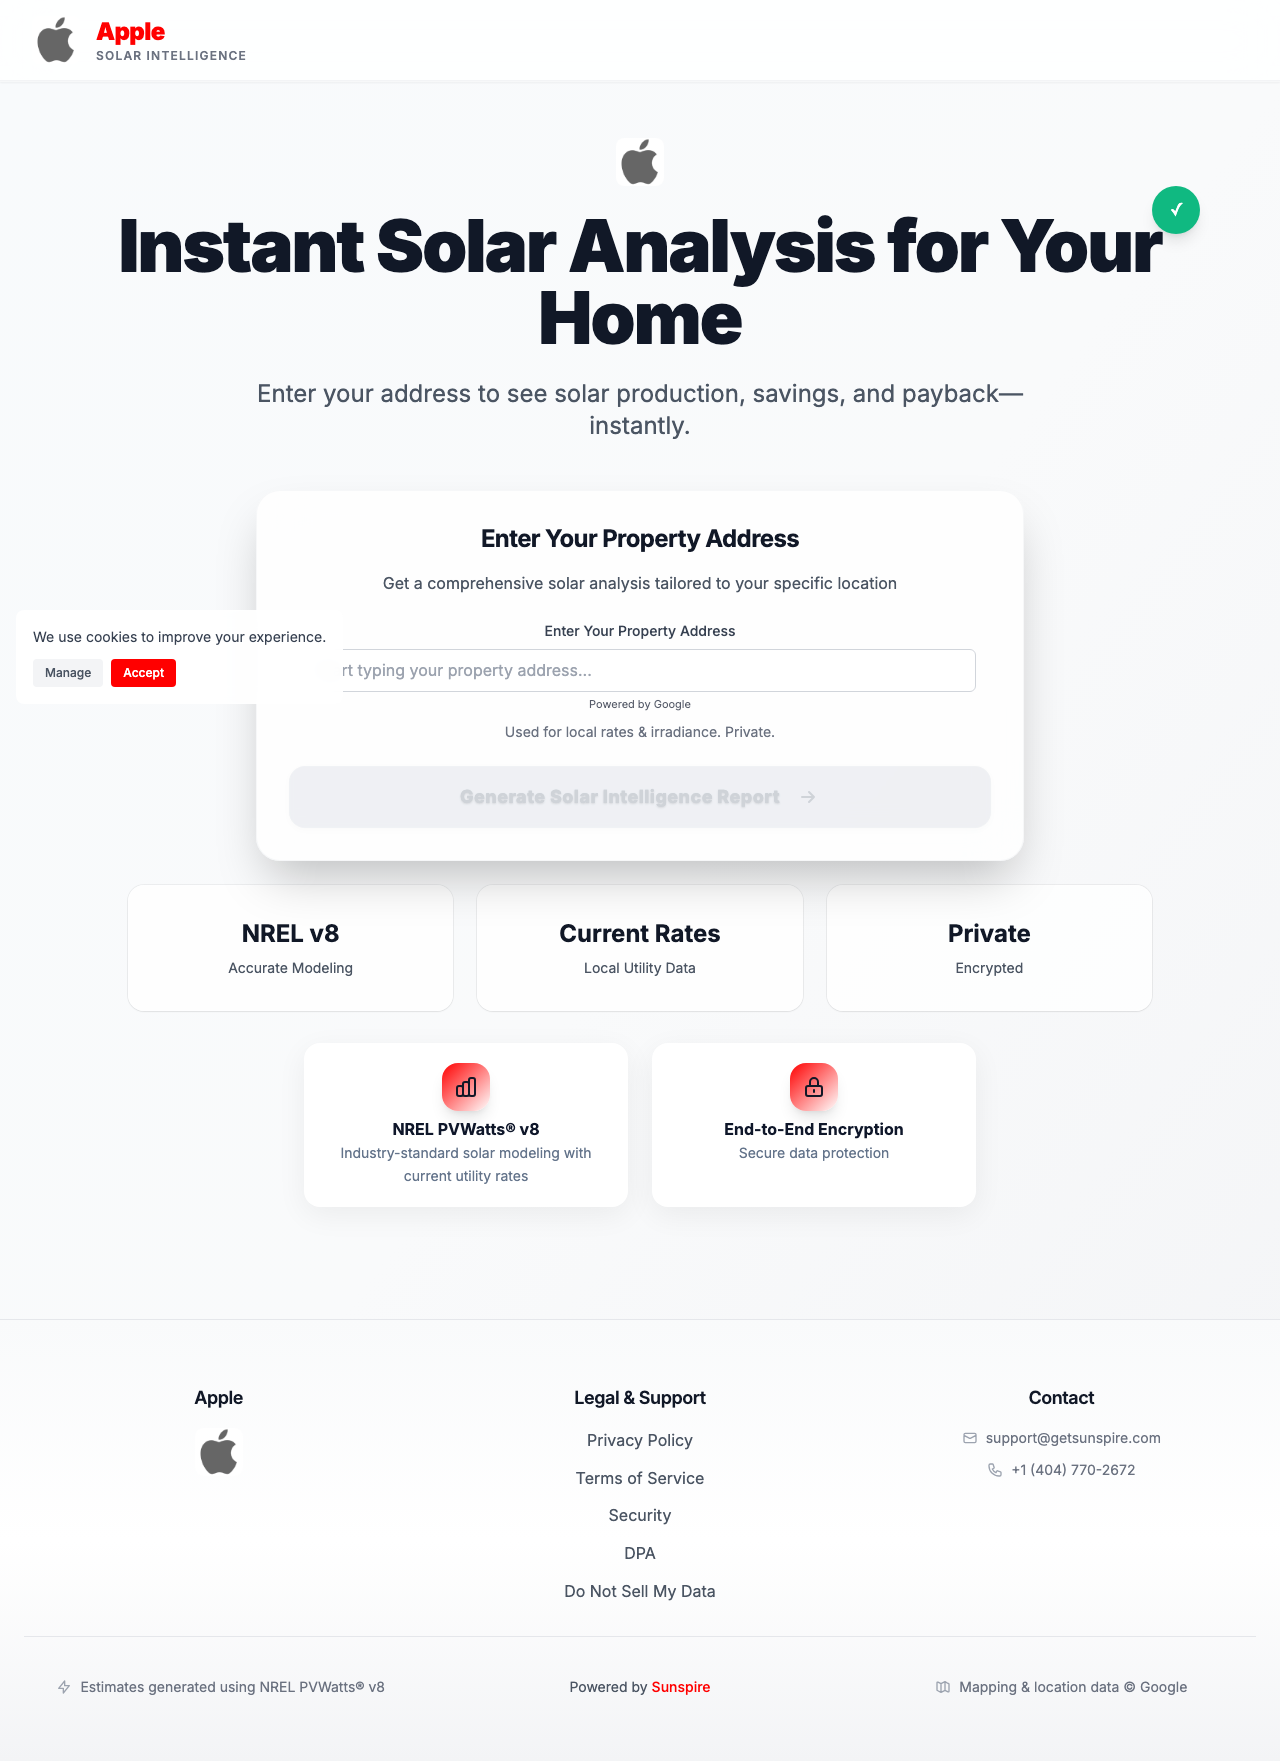 Apple
SOLAR INTELLIGENCE
Instant Solar Analysis for Your
Home
Enter your address to see solar production, savings, and payback—
instantly.
Enter Your Property Address
Get a comprehensive solar analysis tailored to your specific location
We use cookies to improve your experience.
Manage
Accept
Enter Your Property Address
typing your property address...
Powered by Google
Used for local rates & irradiance. Private.
Generate Solar Intelligence Report
NREL v8
Accurate Modeling
Current Rates
Local Utility Data
Private
Encrypted
NREL PVWatts® v8
Industry-standard solar modeling with
current utility rates
End-to-End Encryption
Secure data protection
Apple
Legal & Support
Privacy Policy
Terms of Service
Security
DPA
Do Not Sell My Data
Contact
support@getsunspire.com
+1 (404) 770-2672
Estimates generated using NREL PVWatts® v8
Powered by Sunspire
Mapping & location data © Google